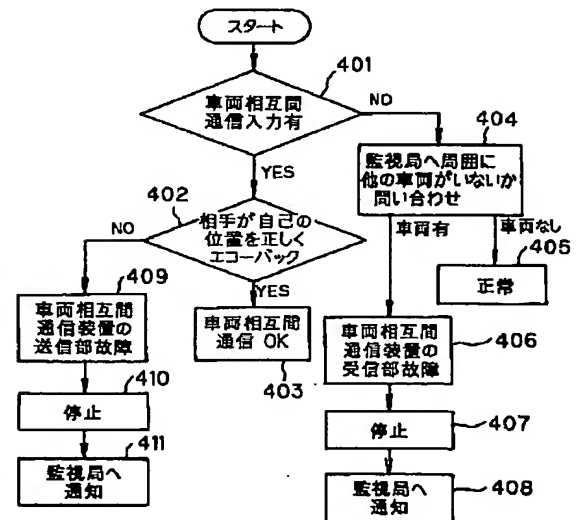 スタート
401
車両相互間
通信入力有
NO
404
YES
監視局へ周囲に
他の車両がいないか
問い合わせ
402
相手が自己の
位置を正しく
エコーバック
NO
車両有
車両なし
405
正常
409
YES
車両相互間
通信装置の
送信部故障
車両相互間
通信 OK
403
車両相互間
通信装置の
受信部故障
406
410
停止
停止
407
411
監視局へ
通知
監視局へ
通知
408